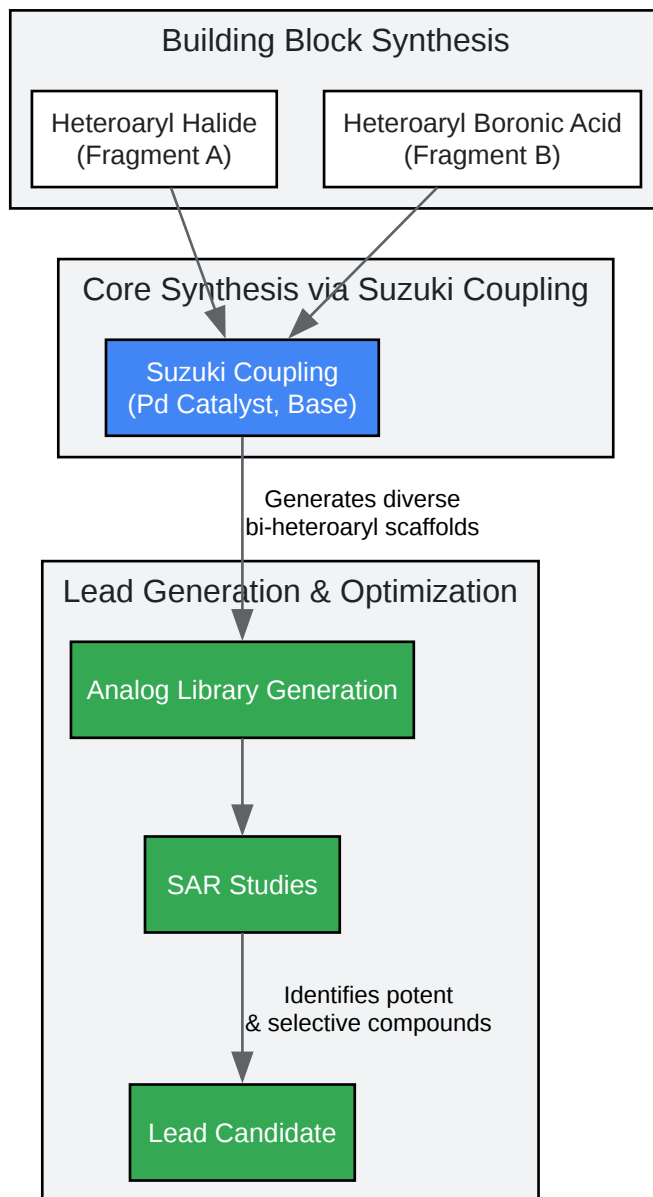 Building Block Synthesis
Heteroaryl Halide
(Fragment A)
Heteroaryl Boronic Acid
(Fragment B)
Core Synthesis via Suzuki Coupling
Suzuki Coupling
(Pd Catalyst, Base)
Generates diverse
bi-heteroaryl scaffolds
Lead Generation & Optimization
Analog Library Generation
SAR Studies
Identifies potent
& selective compounds
Lead Candidate